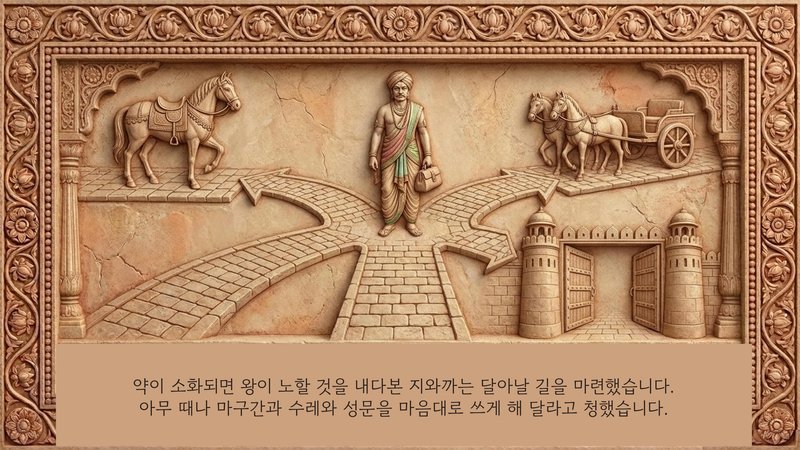 약이 소화되면 왕이 노할 것을 내다본 지와까는 달아날 길을 마련했습니다.
아무 때나 마구간과 수레와 성문을 마음대로 쓰게 해 달라고 청했습니다.